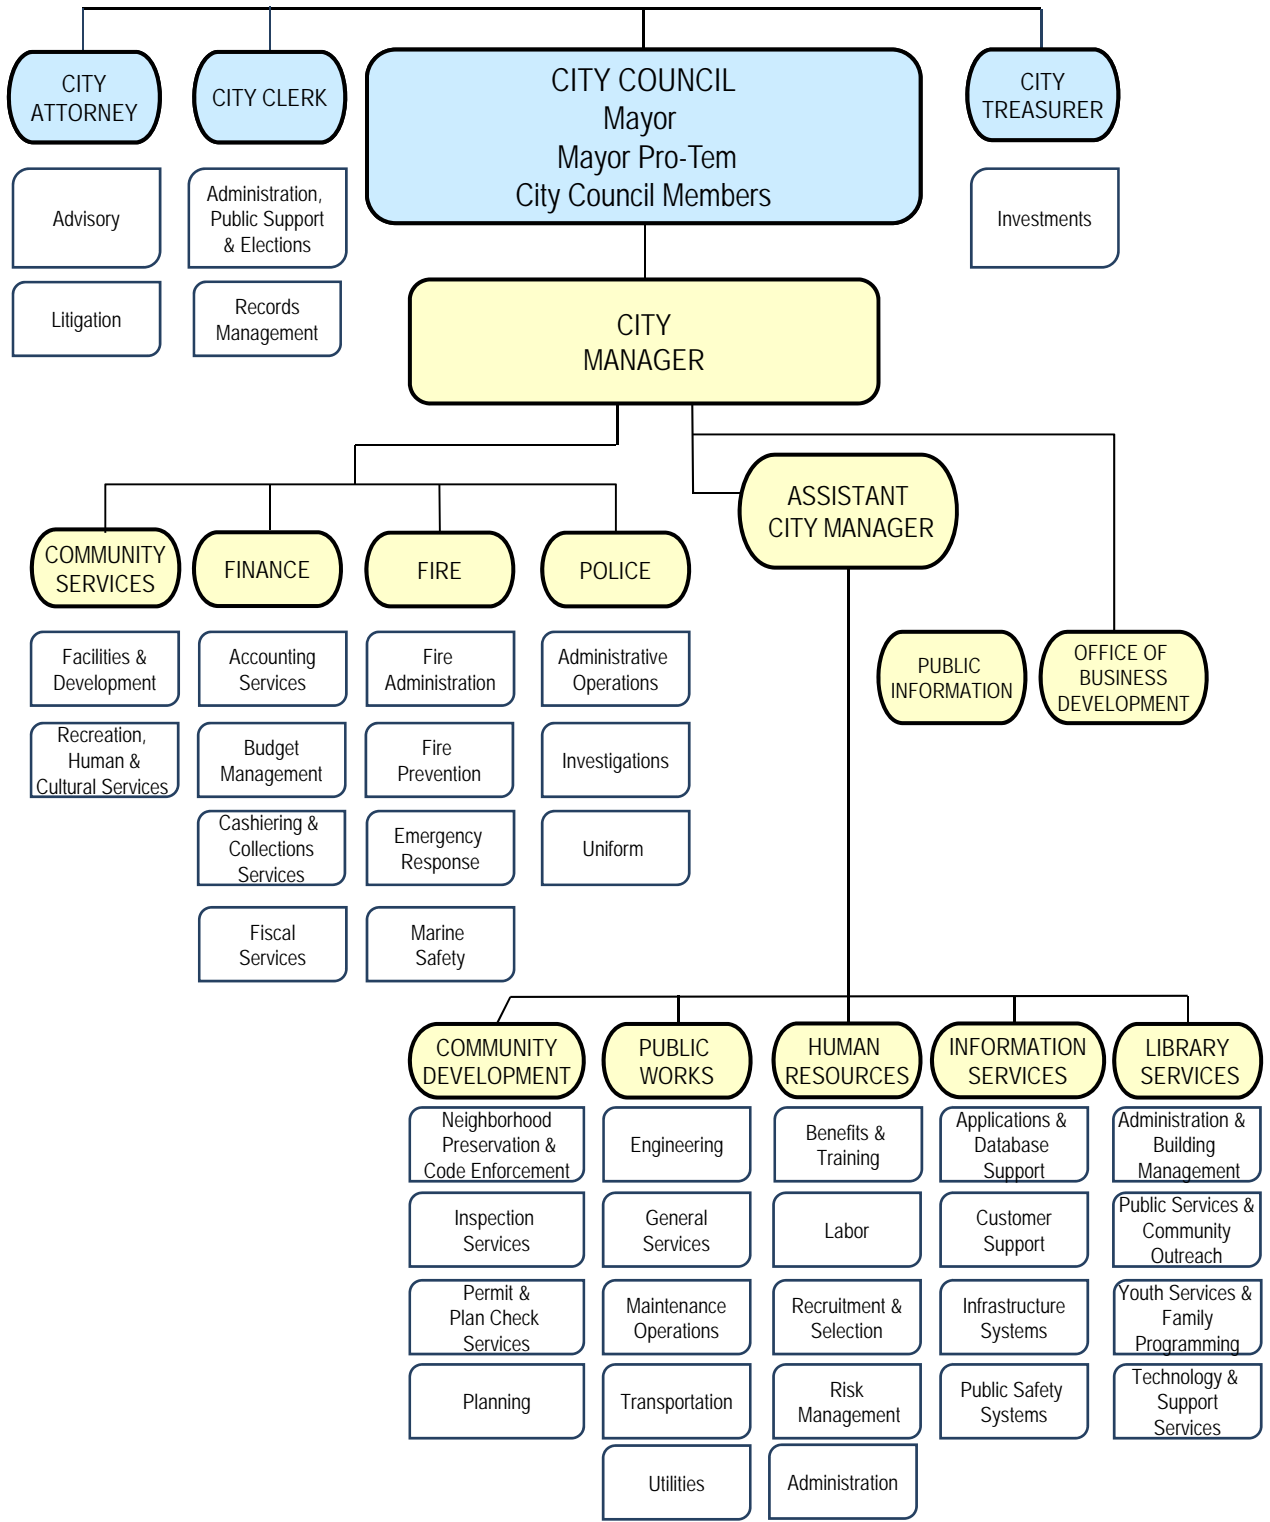 CITY
ATTORNEY
CITY CLERK
CITY COUNCIL
Mayor
Mayor Pro-Tem
City Council Members
CITY
TREASURER
Advisory
Litigation
Administration,
Public Support
& Elections
Records
Management
Investments
CITY
MANAGER
ASSISTANT
CITY MANAGER
COMMUNITY
SERVICES
FINANCE
FIRE
POLICE
PUBLIC
INFORMATION
OFFICE OF
BUSINESS
DEVELOPMENT
Facilities &
Development
Recreation,
Human &
Cultural Services
Accounting
Services
Budget
Management
Cashiering &
Collections
Services
Fiscal
Services
Fire
Administration
Fire
Prevention
Emergency
Response
Marine
Safety
Administrative
Operations
Investigations
Uniform
COMMUNITY
DEVELOPMENT
PUBLIC
WORKS
HUMAN
RESOURCES
INFORMATION
SERVICES
LIBRARY
SERVICES
Neighborhood
Preservation &
Code Enforcement
Inspection
Services
Permit &
Plan Check
Services
Planning
Engineering
General
Services
Maintenance
Operations
Transportation
Utilities
Benefits &
Training
Labor
Recruitment &
Selection
Risk
Management
Administration
Applications &
Database
Support
Customer
Support
Infrastructure
Systems
Public Safety
Systems
Administration &
Building
Management
Public Services &
Community
Outreach
Youth Services &
Family
Programming
Technology &
Support
Services